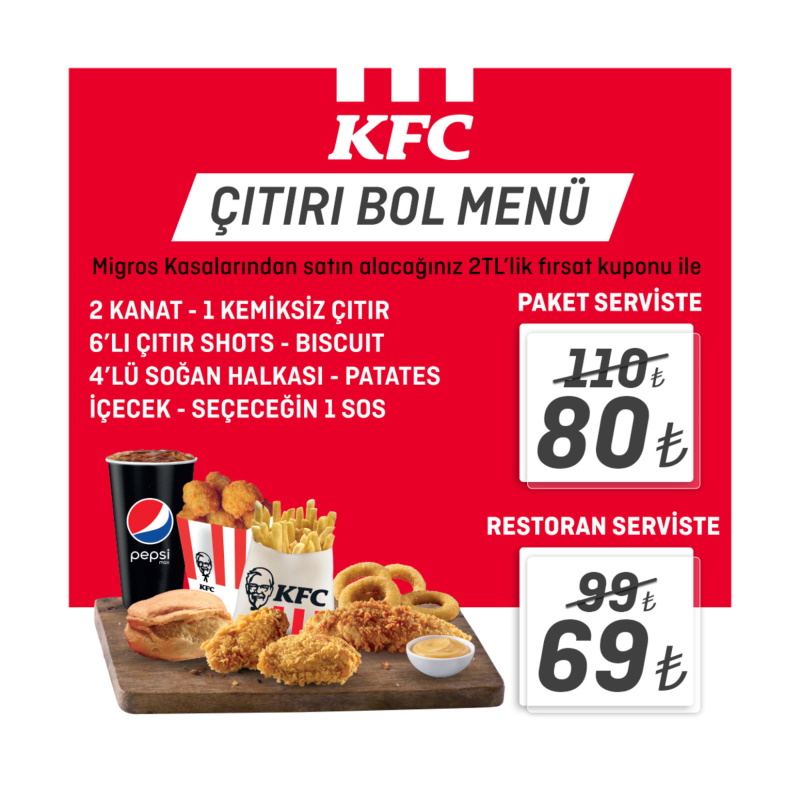 KFC
ÇITIRI BOL MENÜ
Migros Kasalarından satın alacağınız 2TL'lik fırsat kuponu ile
2 KANAT - 1 KEMİKSİZ ÇITIR
6'LI ÇITIR SHOTS - BISCUIT
4'LÜ SOĞAN HALKASI - PATATES
İÇECEK - SEÇECEĞİN 1 SOS
PAKET SERVİSTE
110 ₺
80 ₺
RESTORAN SERVİSTE
99 ₺
69 ₺
pepsi
max
KFC
KFC